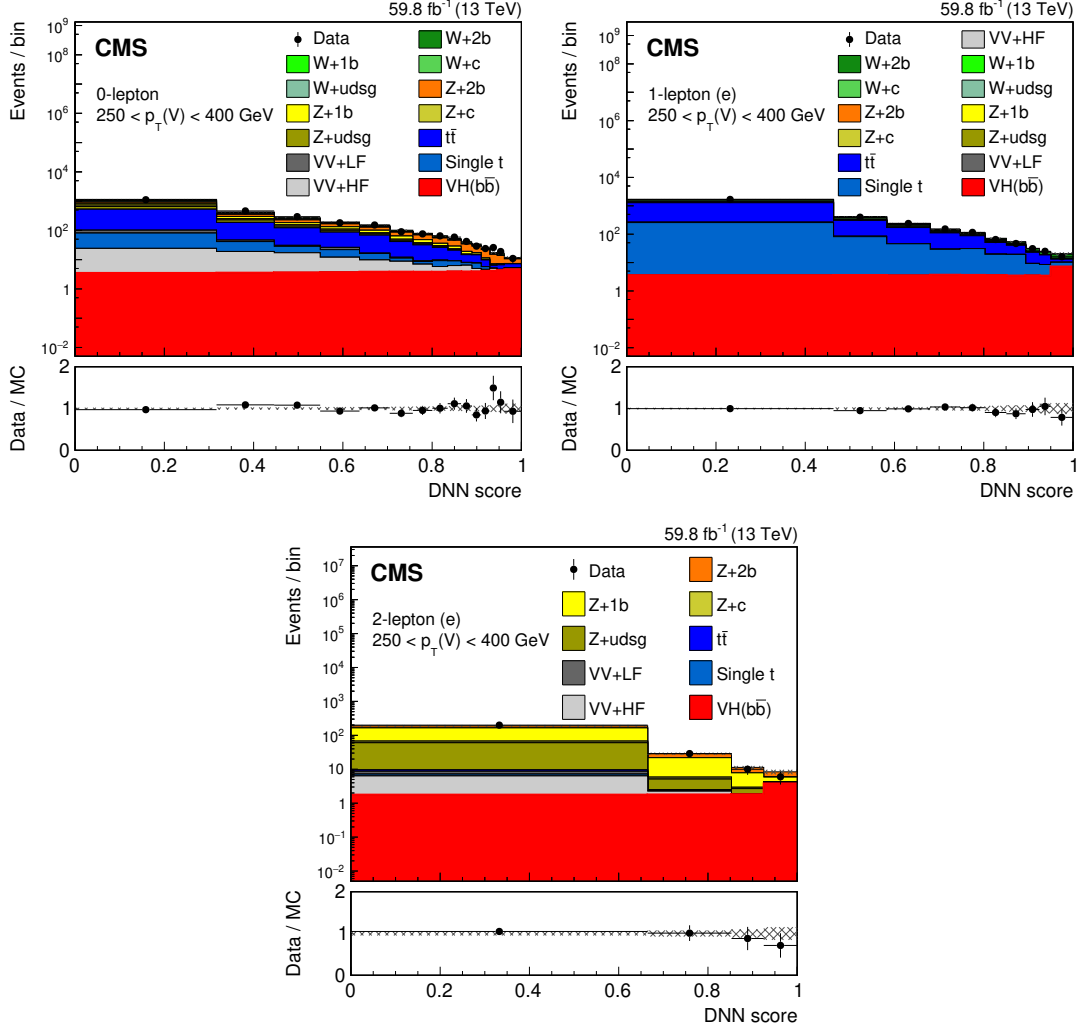 59.8 fb⁻¹ (13 TeV)
Events / bin
10⁹
10⁸
10⁶
10⁴
10²
1
10⁻²
CMS
0-lepton
250 < p_T(V) < 400 GeV
Data
W+2b
W+1b
W+c
W+udsg
Z+2b
Z+1b
Z+c
Z+udsg
tt̄
VV+LF
Single t
VV+HF
VH(bb̄)
Data / MC
2
1
0
0 0.2 0.4 0.6 0.8 1
DNN score
59.8 fb⁻¹ (13 TeV)
Events / bin
10⁹
10⁸
10⁶
10⁴
10²
1
10⁻²
CMS
1-lepton (e)
250 < p_T(V) < 400 GeV
Data
VV+HF
W+2b
W+1b
W+c
W+udsg
Z+2b
Z+1b
Z+c
Z+udsg
tt̄
VV+LF
Single t
VH(bb̄)
Data / MC
2
1
0
0 0.2 0.4 0.6 0.8 1
DNN score
59.8 fb⁻¹ (13 TeV)
Events / bin
10⁷
10⁶
10⁵
10⁴
10³
10²
10
1
10⁻¹
10⁻²
CMS
2-lepton (e)
250 < p_T(V) < 400 GeV
Data
Z+2b
Z+1b
Z+c
Z+udsg
tt̄
VV+LF
Single t
VV+HF
VH(bb̄)
Data / MC
2
1
0
0 0.2 0.4 0.6 0.8 1
DNN score